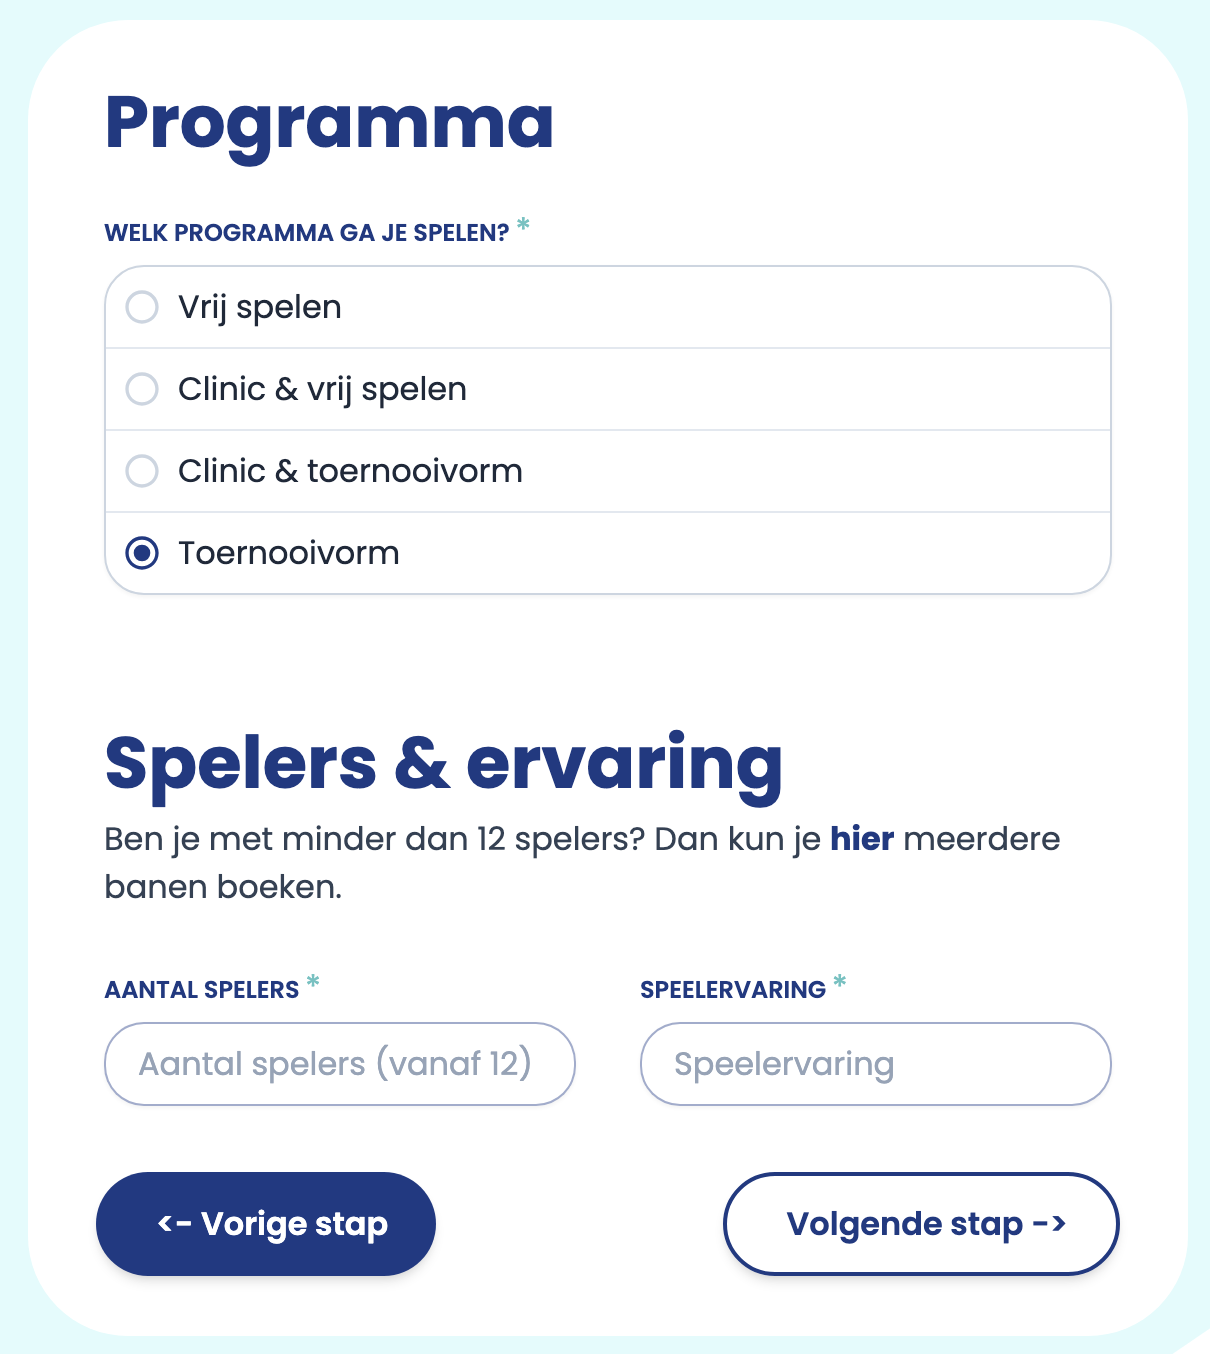 Programma
WELK PROGRAMMA GA JE SPELEN? *
Vrij spelen
Clinic & vrij spelen
Clinic & toernooivorm
Toernooivorm
Spelers & ervaring
Ben je met minder dan 12 spelers? Dan kun je hier meerdere
banen boeken.
AANTAL SPELERS *
Aantal spelers (vanaf 12)
SPEELERVARING *
Speelervaring
<- Vorige stap
Volgende stap ->